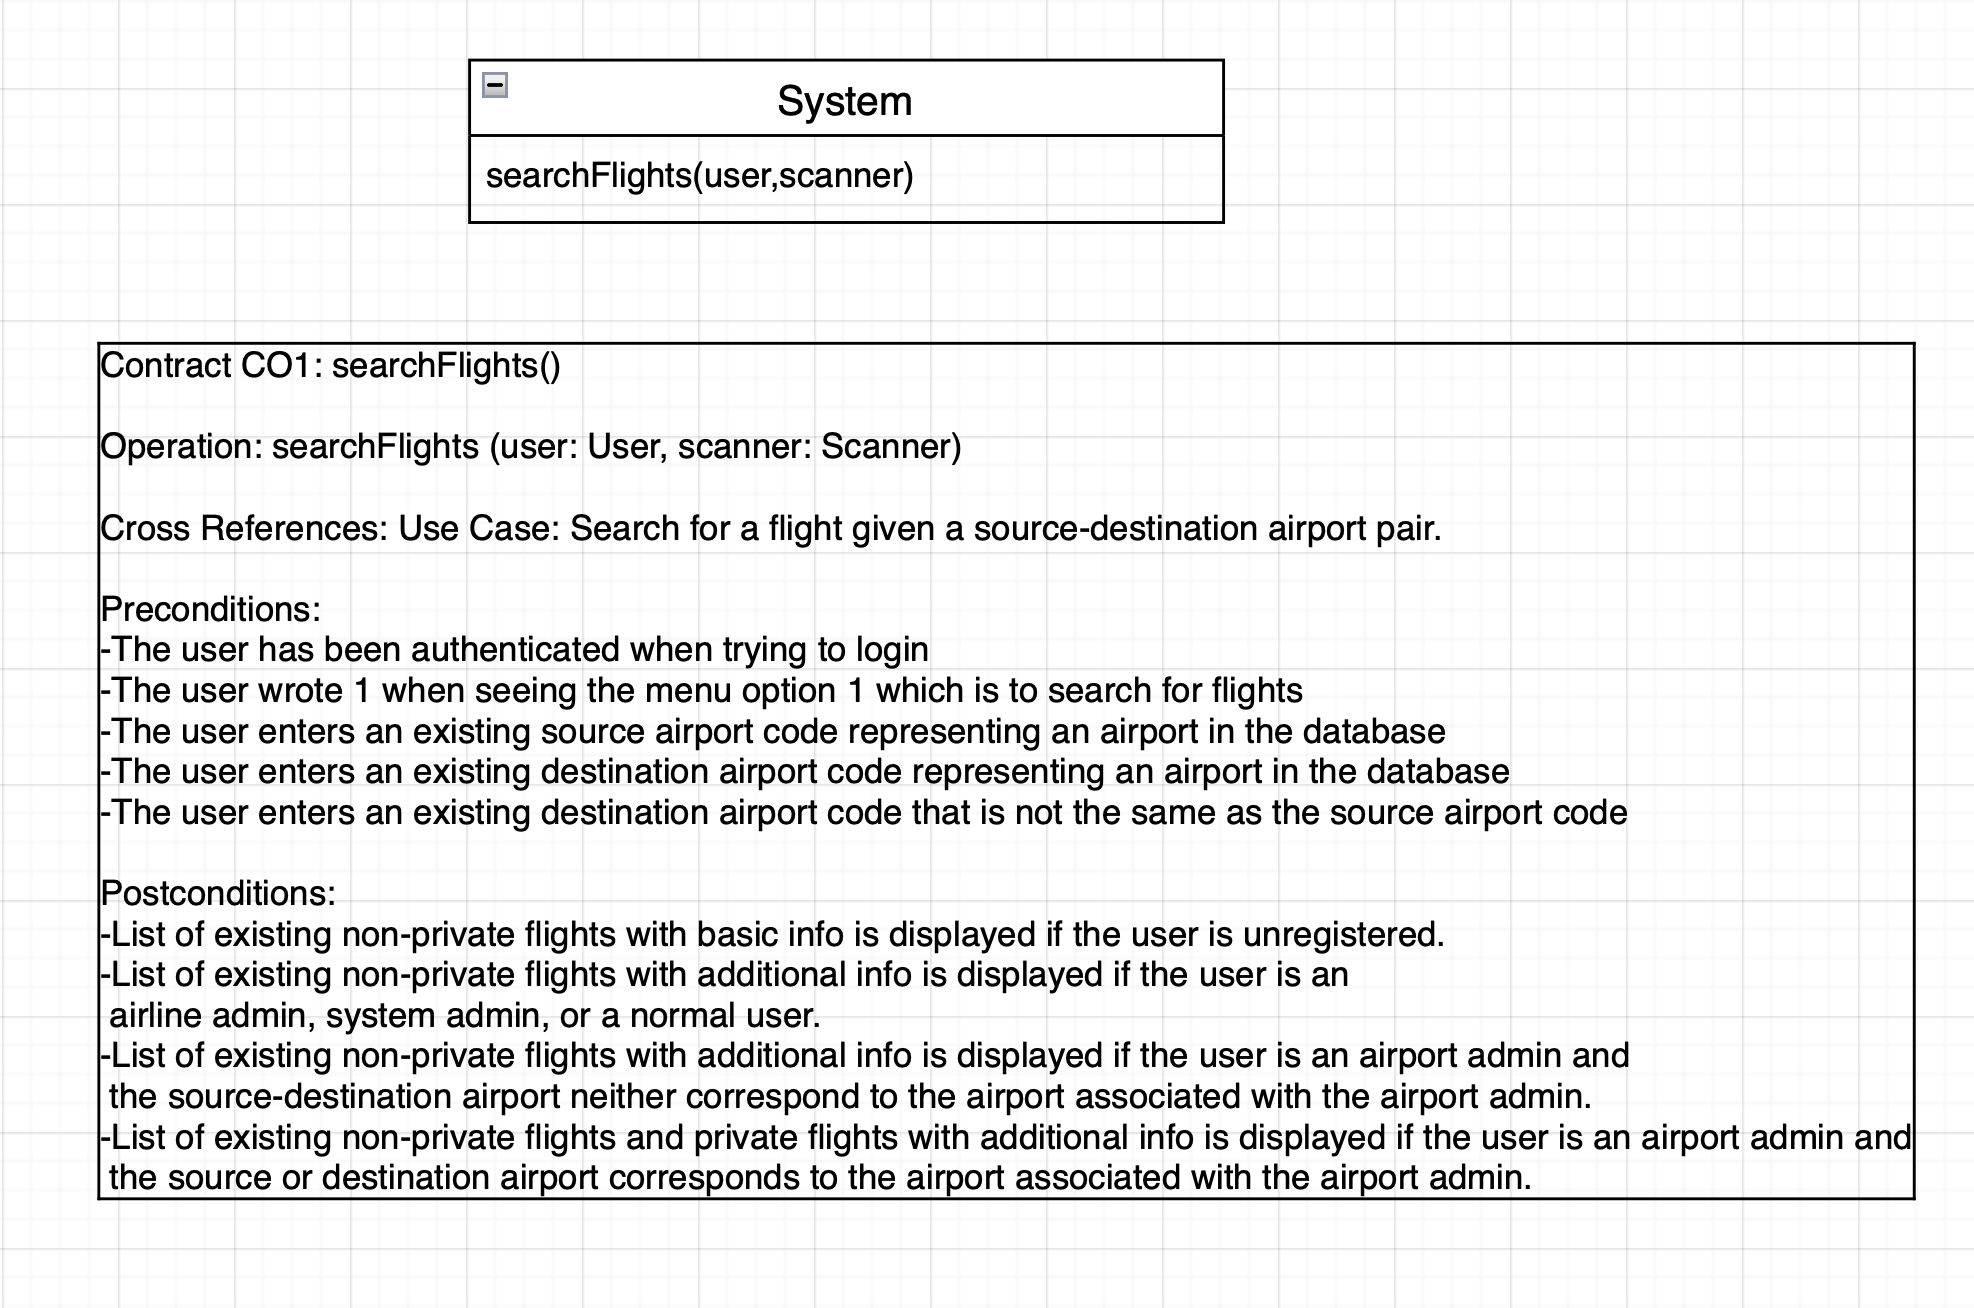 System
searchFlights(user,scanner)
Contract CO1: searchFlights()
Operation: searchFlights (user: User, scanner: Scanner)
Cross References: Use Case: Search for a flight given a source-destination airport pair.
Preconditions:
-The user has been authenticated when trying to login
-The user wrote 1 when seeing the menu option 1 which is to search for flights
-The user enters an existing source airport code representing an airport in the database
-The user enters an existing destination airport code representing an airport in the database
-The user enters an existing destination airport code that is not the same as the source airport code
Postconditions:
-List of existing non-private flights with basic info is displayed if the user is unregistered.
-List of existing non-private flights with additional info is displayed if the user is an
airline admin, system admin, or a normal user.
-List of existing non-private flights with additional info is displayed if the user is an airport admin and
the source-destination airport neither correspond to the airport associated with the airport admin.
-List of existing non-private flights and private flights with additional info is displayed if the user is an airport admin and
the source or destination airport corresponds to the airport associated with the airport admin.